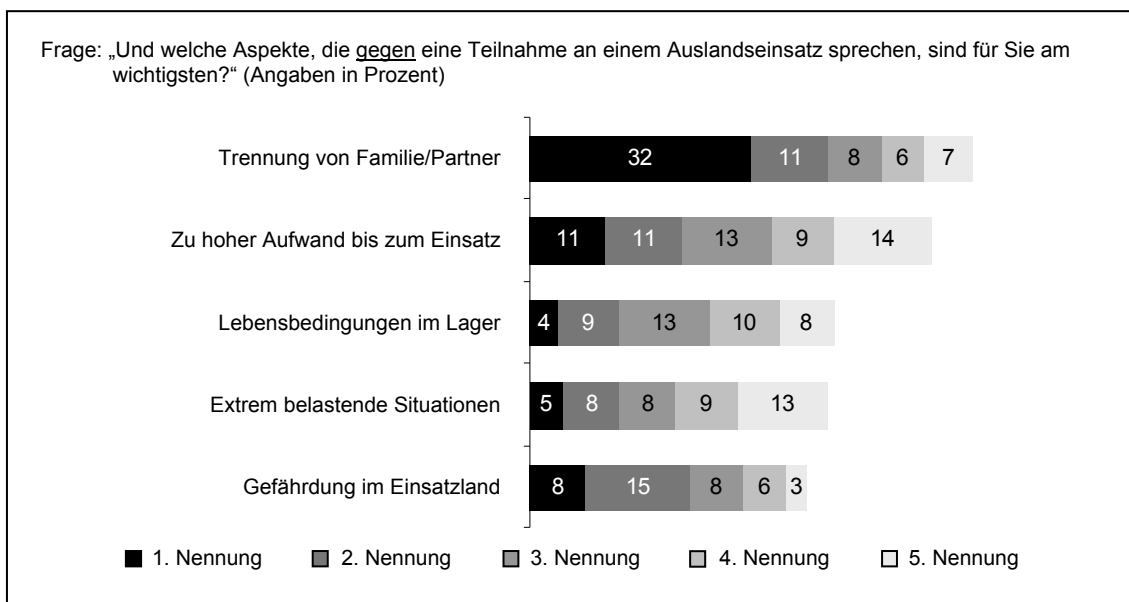 Frage: „Und welche Aspekte, die gegen eine Teilnahme an einem Auslandseinsatz sprechen, sind für Sie am
wichtigsten?“ (Angaben in Prozent)
Trennung von Familie/Partner 32 11 8 6 7
Zu hoher Aufwand bis zum Einsatz 11 11 13 9 14
Lebensbedingungen im Lager 4 9 13 10 8
Extrem belastende Situationen 5 8 8 9 13
Gefährdung im Einsatzland 8 15 8 6 3
1. Nennung 2. Nennung 3. Nennung 4. Nennung 5. Nennung